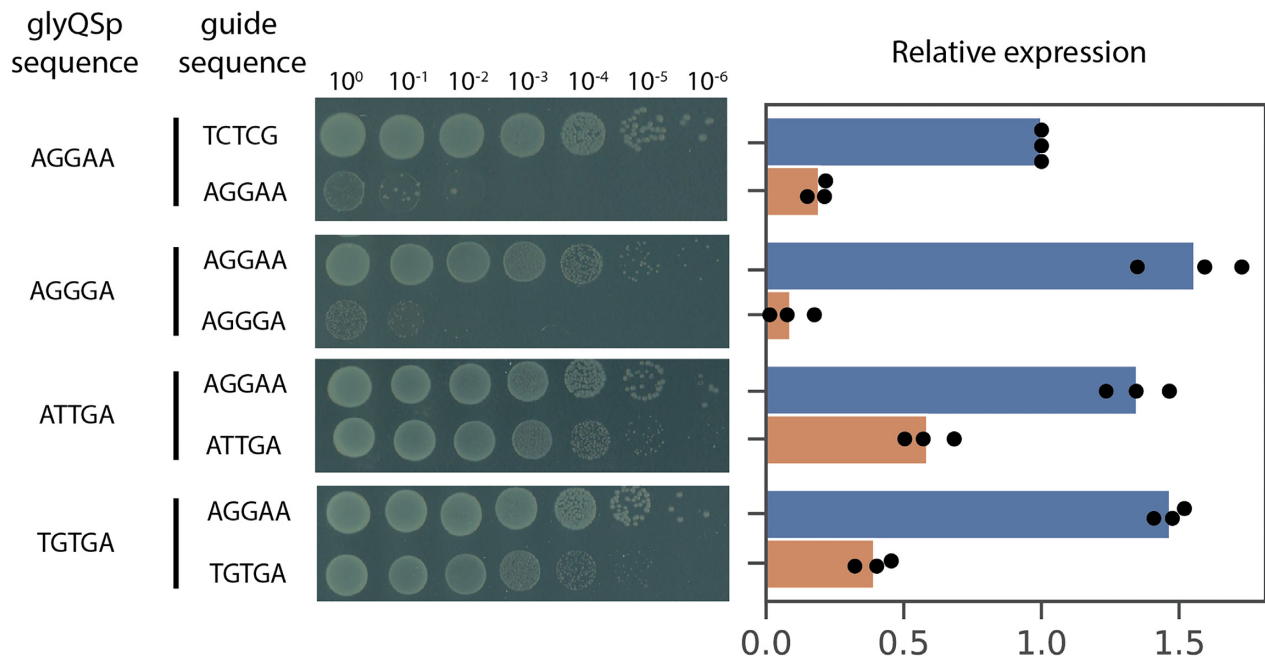 glyQSp sequence
guide sequence
10⁰ 10⁻¹ 10⁻² 10⁻³ 10⁻⁴ 10⁻⁵ 10⁻⁶
Relative expression
AGGAA
TCTCG
AGGAA
AGGGA
AGGAA
AGGGA
ATTGA
AGGAA
ATTGA
TGTGA
AGGAA
TGTGA
0.0 0.5 1.0 1.5